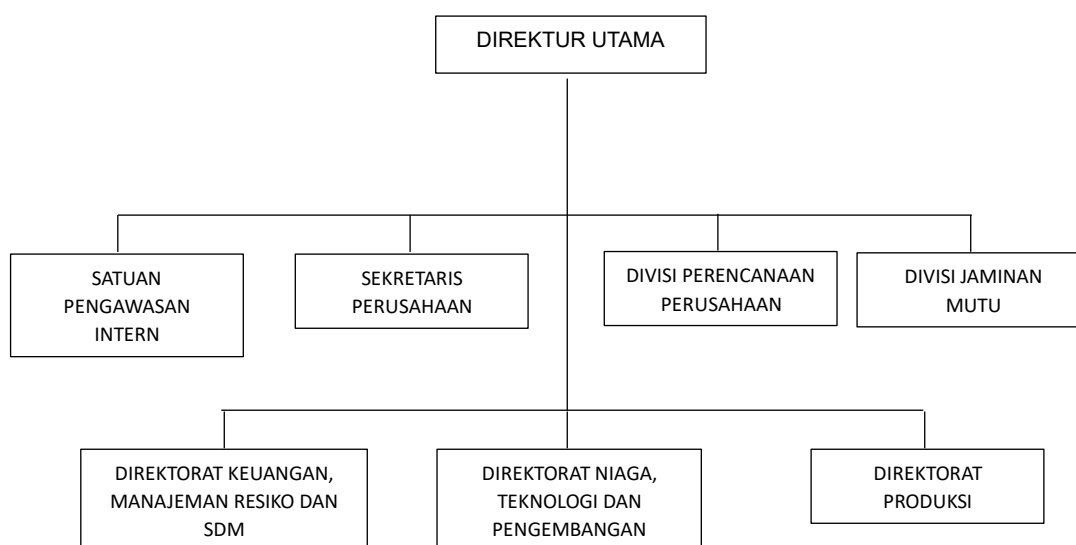 DIREKTUR UTAMA
SATUAN
PENGAWASAN
INTERN
SEKRETARIS
PERUSAHAAN
DIVISI PERENCANAAN
PERUSAHAAN
DIVISI JAMINAN
MUTU
DIREKTORAT KEUANGAN,
MANAJEMAN RESIKO DAN
SDM
DIREKTORAT NIAGA,
TEKNOLOGI DAN
PENGEMBANGAN
DIREKTORAT
PRODUKSI